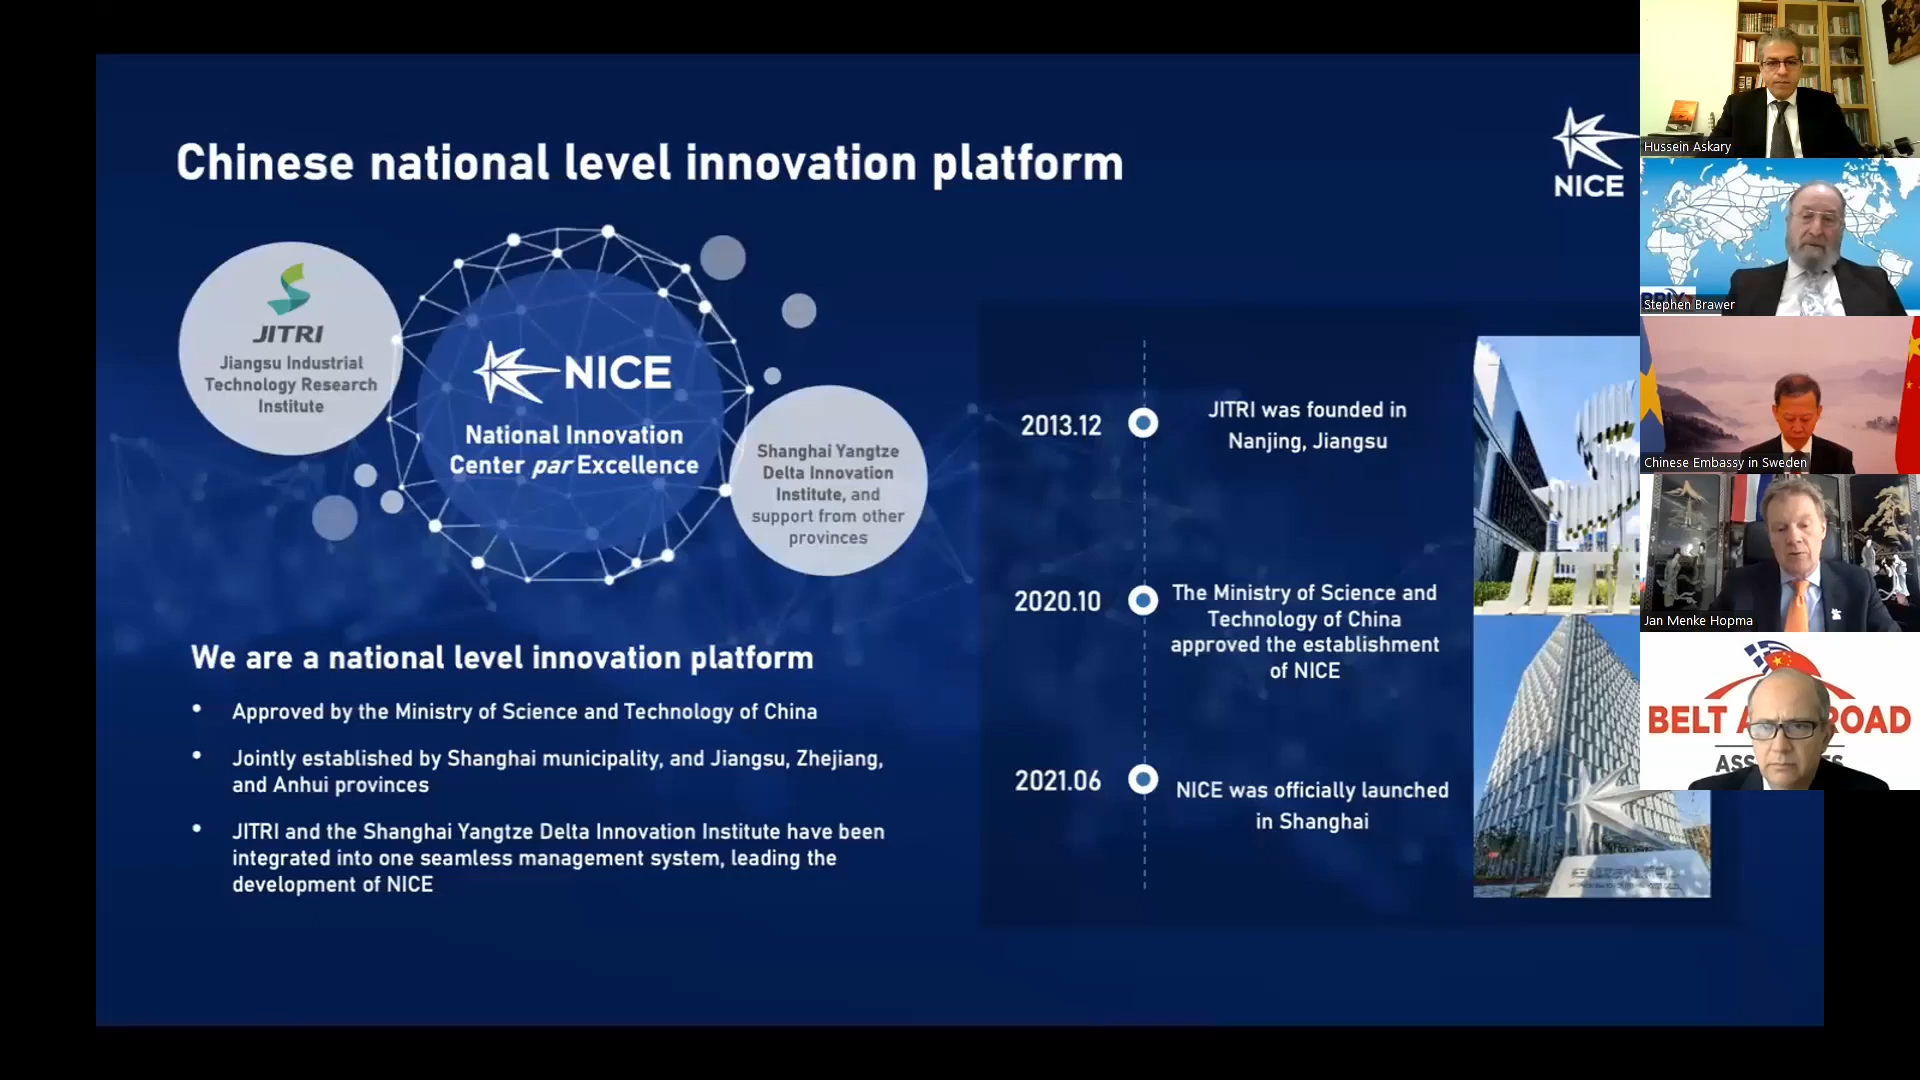 Chinese national level innovation platform
NICE
JITRI
Jiangsu Industrial
Technology Research
Institute
NICE
National Innovation
Center par Excellence
Shanghai Yangtze
Delta Innovation
Institute, and
support from other
provinces
We are a national level innovation platform
• Approved by the Ministry of Science and Technology of China
• Jointly established by Shanghai municipality, and Jiangsu, Zhejiang,
and Anhui provinces
• JITRI and the Shanghai Yangtze Delta Innovation Institute have been
integrated into one seamless management system, leading the
development of NICE
2013.12
JITRI was founded in
Nanjing, Jiangsu
2020.10
The Ministry of Science and
Technology of China
approved the establishment
of NICE
2021.06
NICE was officially launched
in Shanghai
JITRI
Hussein Askary
Stephen Brawer
Chinese Embassy in Sweden
Jan Menke Hopma
BELT A ROAD
ASS ES